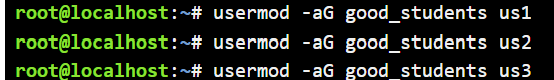 root@localhost:~# usermod -aG good_students us1
root@localhost:~# usermod -aG good_students us2
root@localhost:~# usermod -aG good_students us3